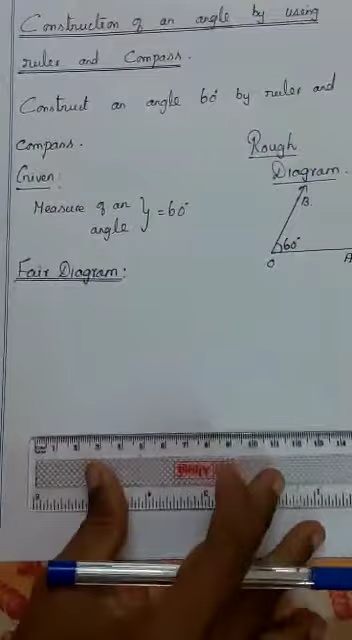 Construction of an angle by using
ruler and Compass.
Construct an angle 60° by ruler and
Compass.
Rough
Diagram.
Given:
Measure of an
angle } = 60°
B
60°
O
A
Fair Diagram: